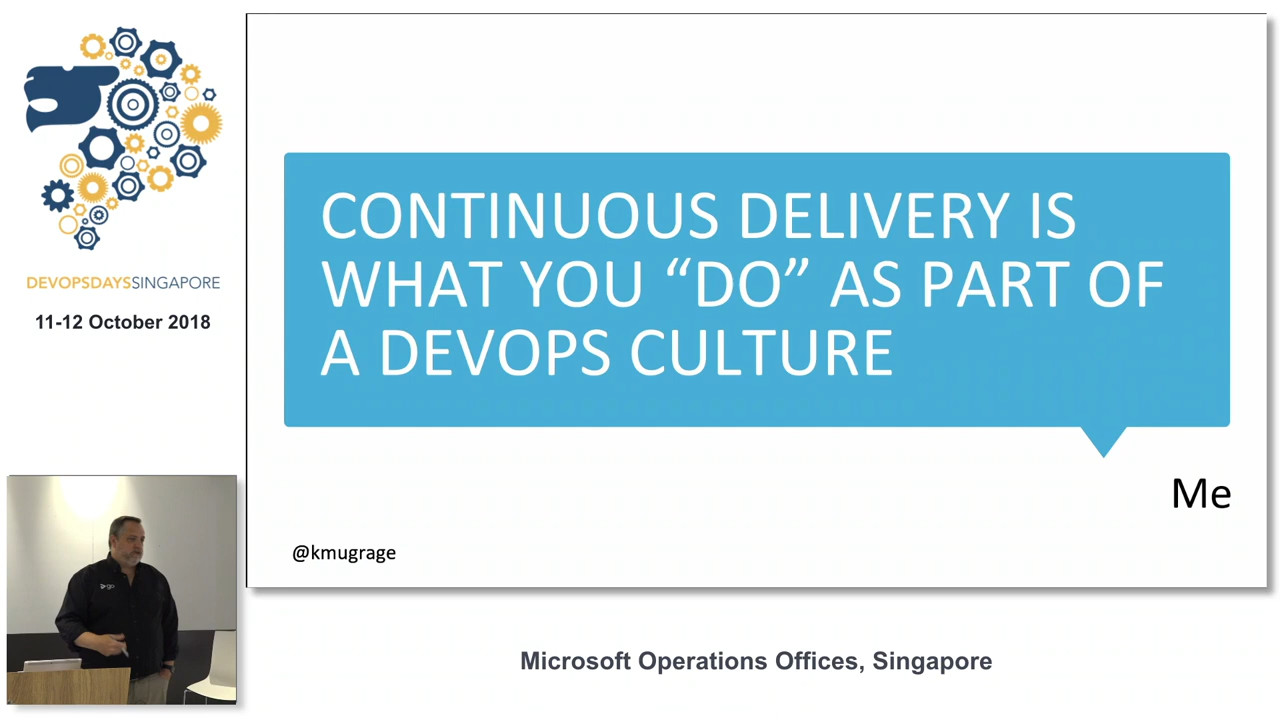 DEVOPSDAYSSINGAPORE
11-12 October 2018
CONTINUOUS DELIVERY IS
WHAT YOU “DO” AS PART OF
A DEVOPS CULTURE
Me
@kmugrage
go
Microsoft Operations Offices, Singapore